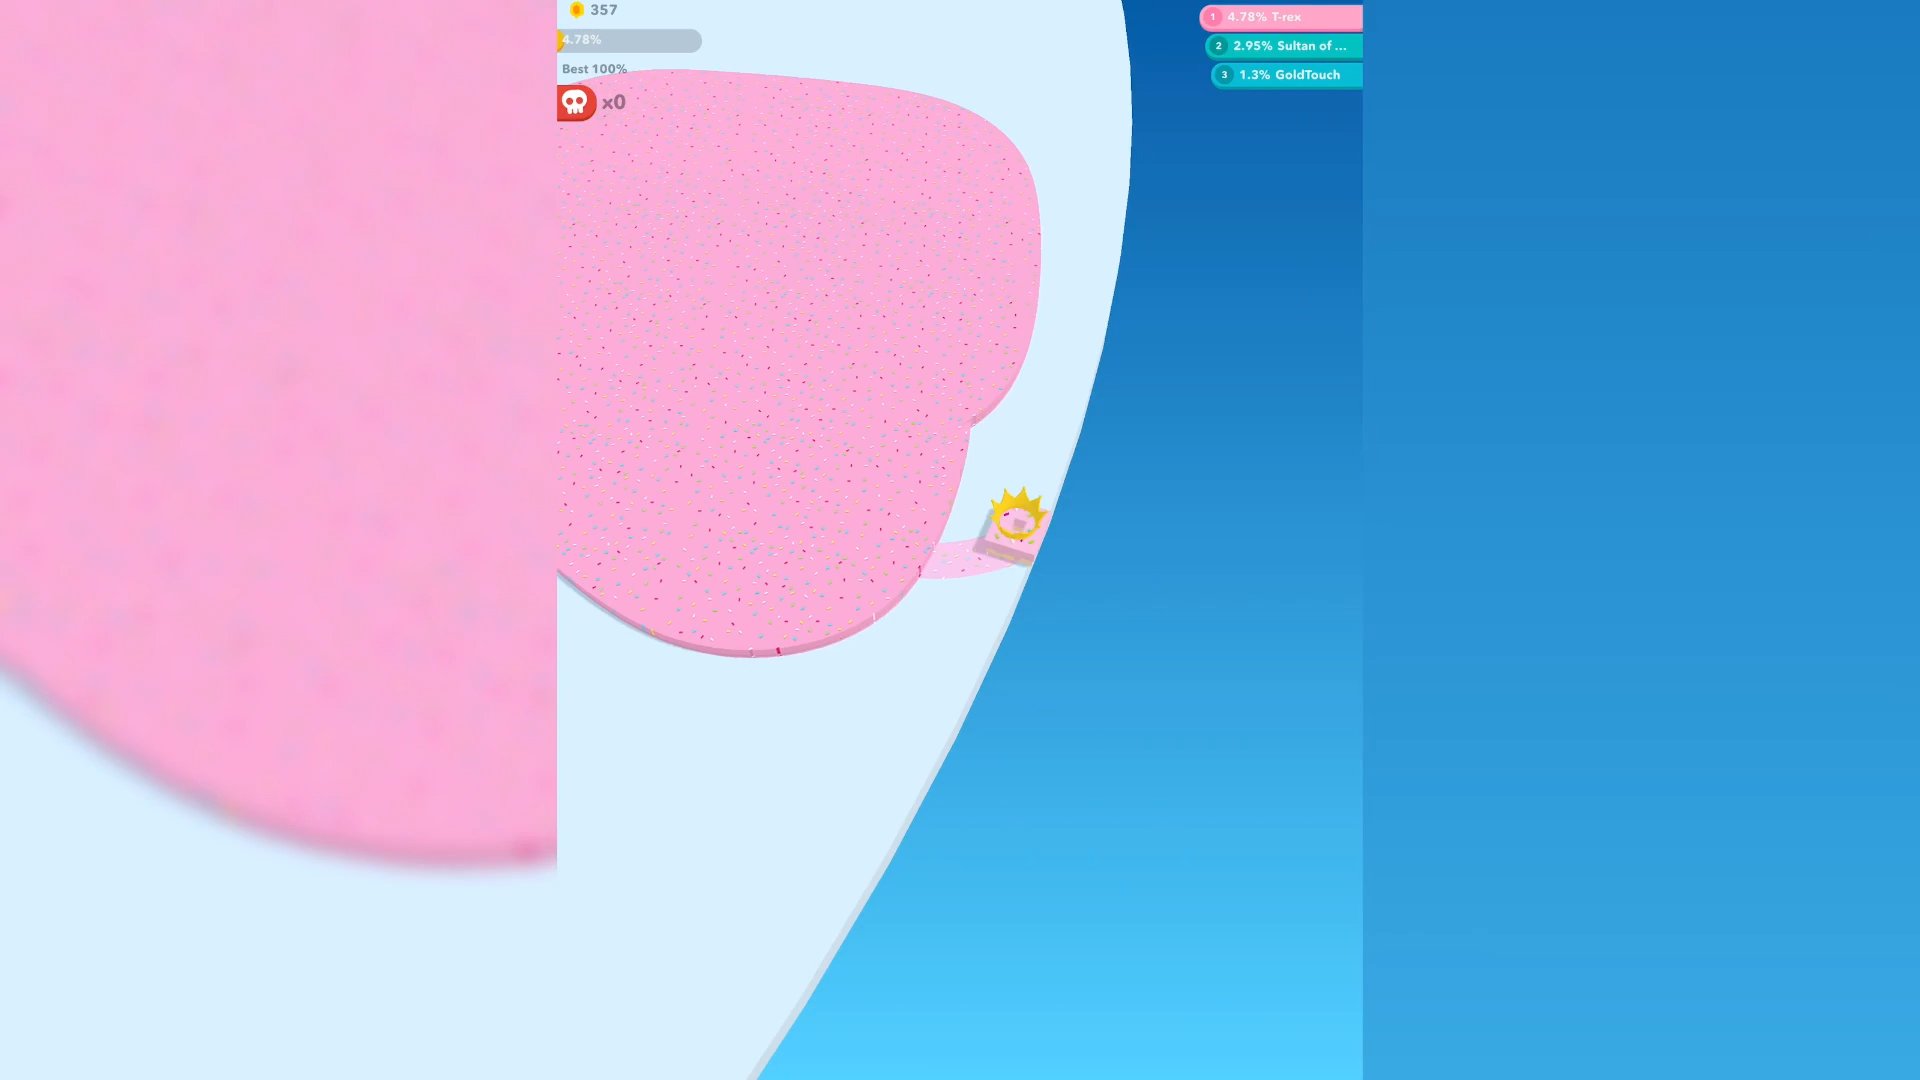 357
4.78%
Best 100%
x0
1 4.78% T-rex
2 2.95% Sultan of ...
3 1.3% GoldTouch